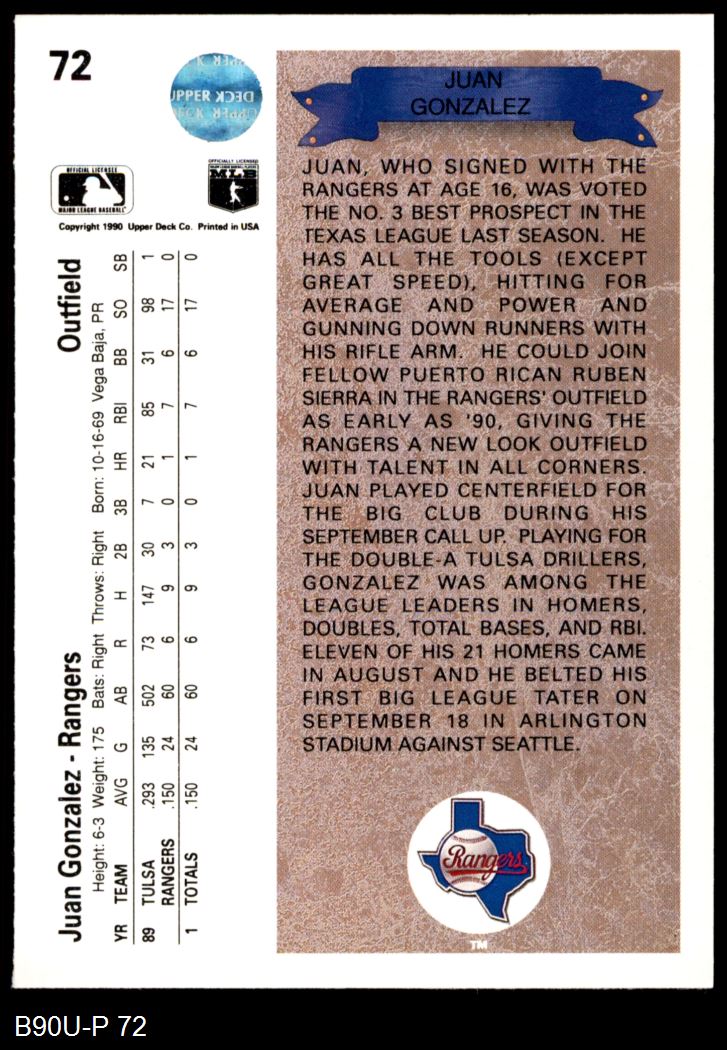 72
UPPER DECK
OFFICIAL LICENSEE
MAJOR LEAGUE BASEBALL
OFFICIALLY LICENSED
MAJOR LEAGUE BASEBALL PLAYERS
MLB
Copyright 1990 Upper Deck Co. Printed in USA
Juan Gonzalez - Rangers Outfield
Height: 6-3 Weight: 175 Bats: Right Throws: Right Born: 10-16-69 Vega Baja, PR
YR TEAM AVG G AB R H 2B 3B HR RBI BB SO SB
89 TULSA .293 135 502 73 147 30 7 21 85 31 98 1
RANGERS .150 24 60 6 9 3 0 1 7 6 17 0
1 TOTALS .150 24 60 6 9 3 0 1 7 6 17 0
JUAN
GONZALEZ
JUAN, WHO SIGNED WITH THE
RANGERS AT AGE 16, WAS VOTED
THE NO. 3 BEST PROSPECT IN THE
TEXAS LEAGUE LAST SEASON. HE
HAS ALL THE TOOLS (EXCEPT
GREAT SPEED), HITTING FOR
AVERAGE AND POWER AND
GUNNING DOWN RUNNERS WITH
HIS RIFLE ARM. HE COULD JOIN
FELLOW PUERTO RICAN RUBEN
SIERRA IN THE RANGERS' OUTFIELD
AS EARLY AS '90, GIVING THE
RANGERS A NEW LOOK OUTFIELD
WITH TALENT IN ALL CORNERS.
JUAN PLAYED CENTERFIELD FOR
THE BIG CLUB DURING HIS
SEPTEMBER CALL UP. PLAYING FOR
THE DOUBLE-A TULSA DRILLERS,
GONZALEZ WAS AMONG THE
LEAGUE LEADERS IN HOMERS,
DOUBLES, TOTAL BASES, AND RBI.
ELEVEN OF HIS 21 HOMERS CAME
IN AUGUST AND HE BELTED HIS
FIRST BIG LEAGUE TATER ON
SEPTEMBER 18 IN ARLINGTON
STADIUM AGAINST SEATTLE.
Rangers
TM
B90U-P 72